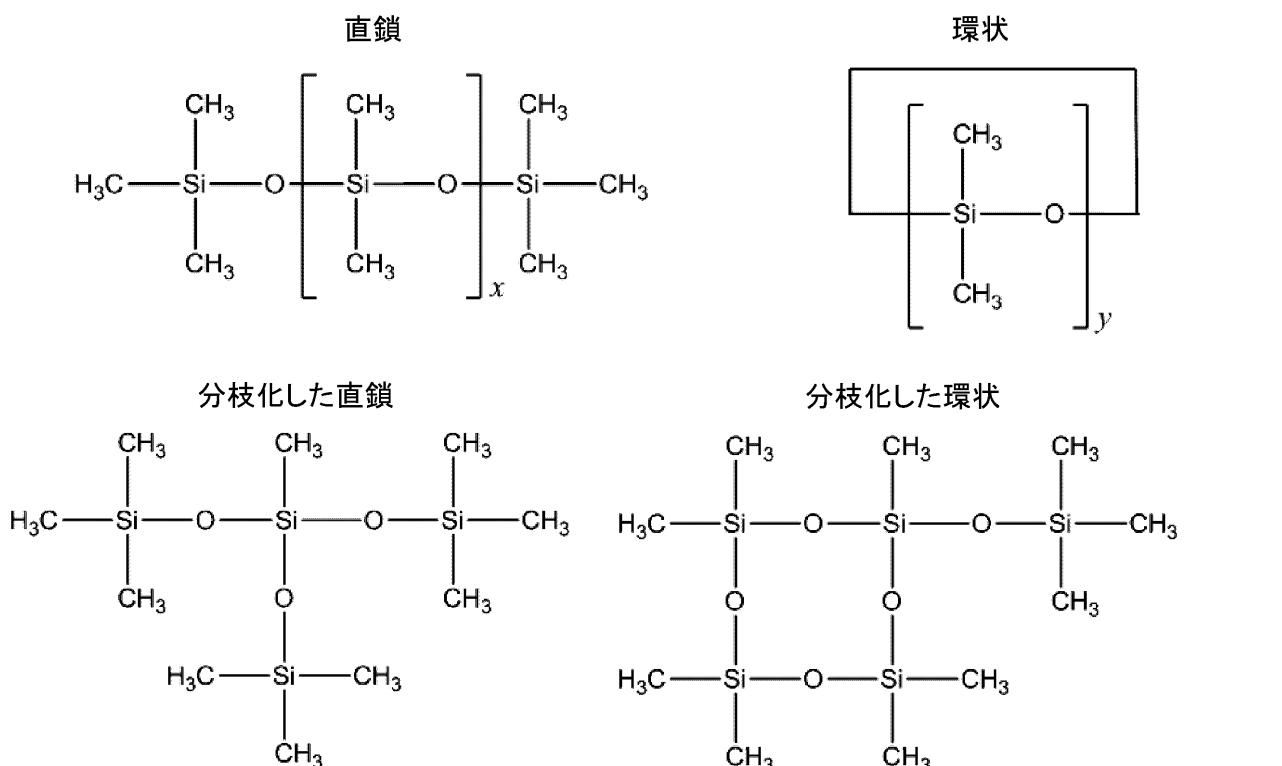 直鎖
環状
CH3 CH3 CH3
H3C Si O Si O Si CH3
CH3 CH3 CH3
x
CH3
Si O
CH3
y
分枝化した直鎖
分枝化した環状
CH3 CH3 CH3
H3C Si O Si O Si CH3
CH3 O CH3
H3C Si CH3
CH3
CH3 CH3 CH3
H3C Si O Si O Si CH3
O O CH3
H3C Si O Si CH3
CH3 CH3